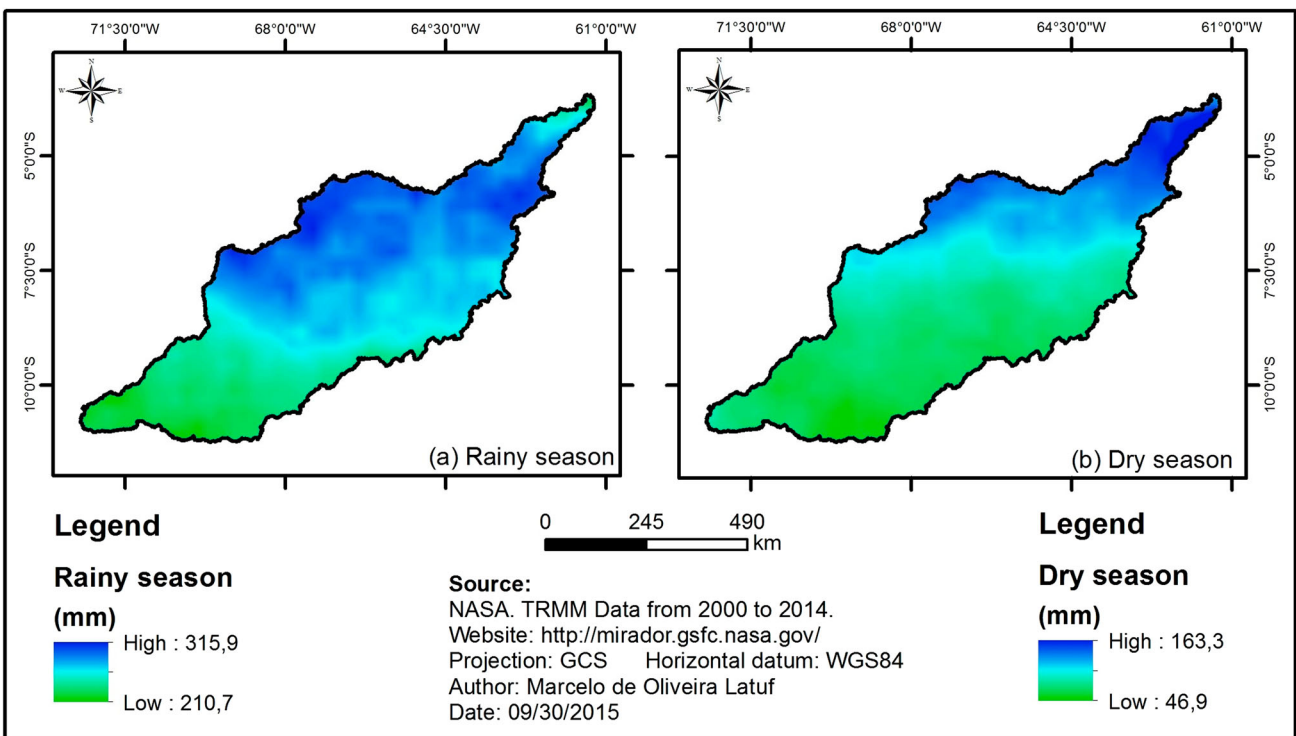 71°30'0"W 68°0'0"W 64°30'0"W 61°0'0"W
71°30'0"W 68°0'0"W 64°30'0"W 61°0'0"W
N
W E
S
N
W E
S
5°0'0"S
7°30'0"S
10°0'0"S
5°0'0"S
7°30'0"S
10°0'0"S
(a) Rainy season
(b) Dry season
Legend
Rainy season
(mm)
High : 315,9
Low : 210,7
0 245 490
km
Source:
NASA. TRMM Data from 2000 to 2014.
Website: http://mirador.gsfc.nasa.gov/
Projection: GCS Horizontal datum: WGS84
Author: Marcelo de Oliveira Latuf
Date: 09/30/2015
Legend
Dry season
(mm)
High : 163,3
Low : 46,9